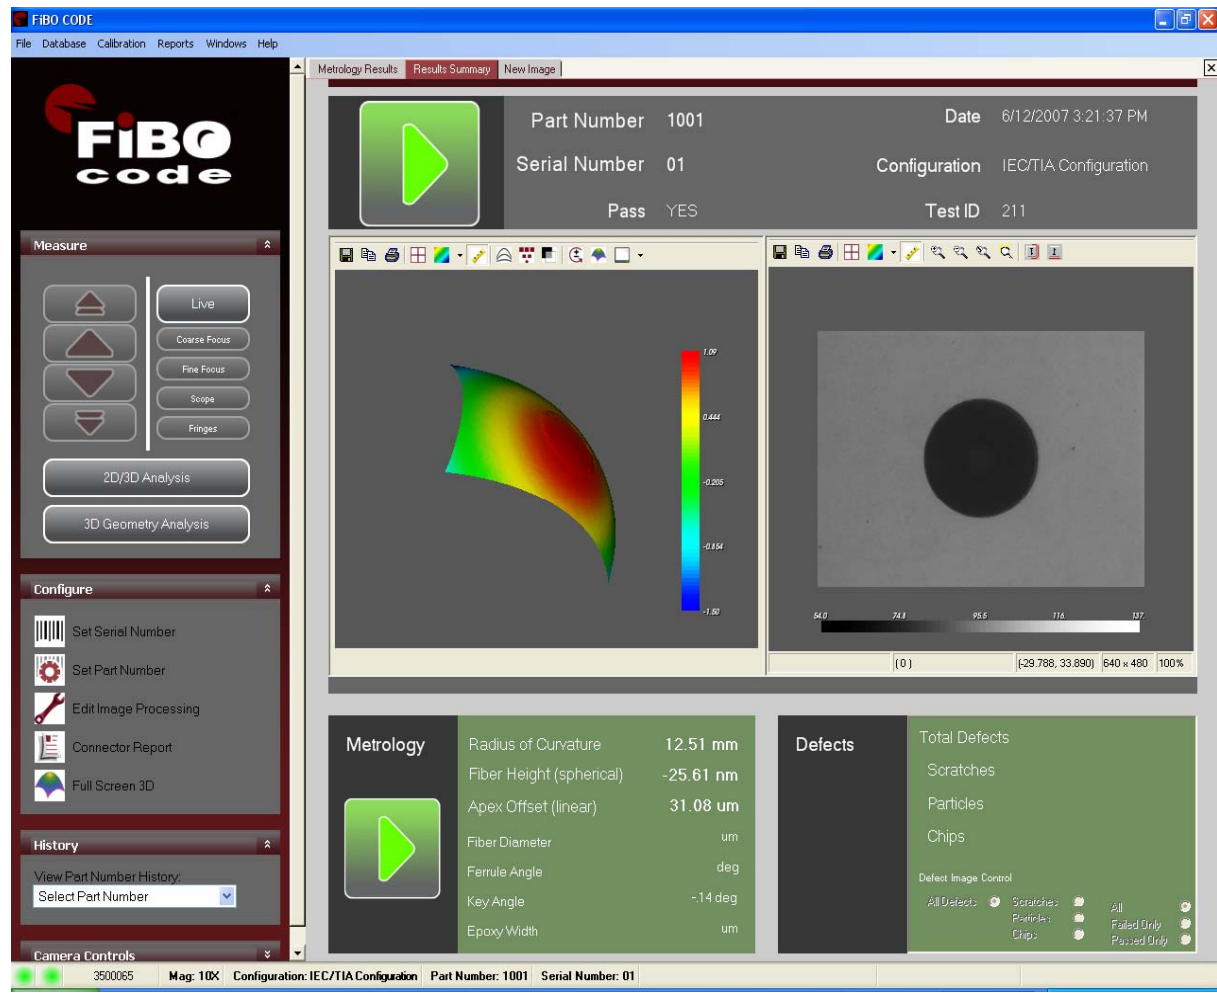 FiBO CODE
File Database Calibration Reports Windows Help
Metrology Results Results Summary New Image
FiBO
code
Part Number 1001 Date 6/12/2007 3:21:37 PM
Serial Number 01 Configuration IEC/TIA Configuration
Pass YES Test ID 211
Measure
Live
Coarse Focus
Fine Focus
Scope
Fringes
2D/3D Analysis
3D Geometry Analysis
1.09
0.444
-0.205
-0.854
-1.50
54.0 74.8 95.5 116. 137.
(0) (-29.788, 33.890) 640 x 480 100%
Configure
Set Serial Number
Set Part Number
Edit Image Processing
Connector Report
Full Screen 3D
History
View Part Number History:
Select Part Number
Camera Controls
Metrology
Radius of Curvature 12.51 mm
Fiber Height (spherical) -25.61 nm
Apex Offset (linear) 31.08 um
Fiber Diameter um
Ferrule Angle deg
Key Angle -.14 deg
Epoxy Width um
Defects
Total Defects
Scratches
Particles
Chips
Defect Image Control
All Defects Scratches All
Particles Failed Only
Chips Passed Only
3500065 Mag: 10X Configuration: IEC/TIA Configuration Part Number: 1001 Serial Number: 01